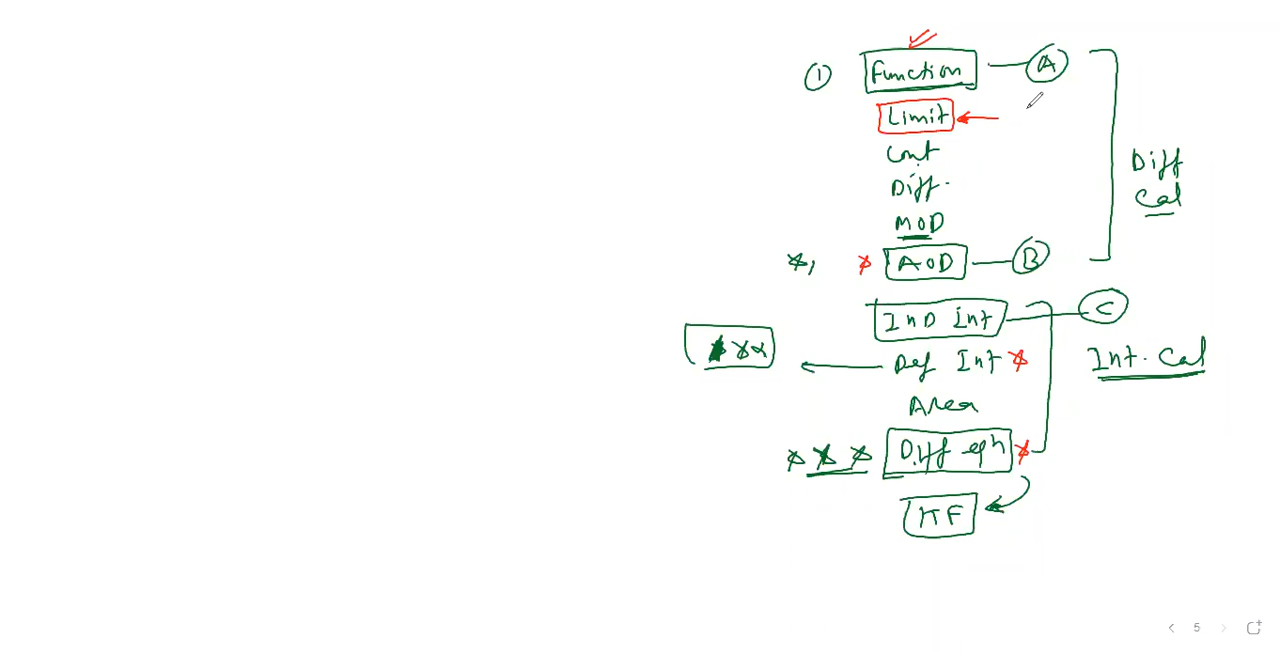 ① Function A
Limit
Cont
Diff.
Diff
Cal
MOD
AOD B
InD int C
Def Int
Int. Cal
Area
Diff eqn
5